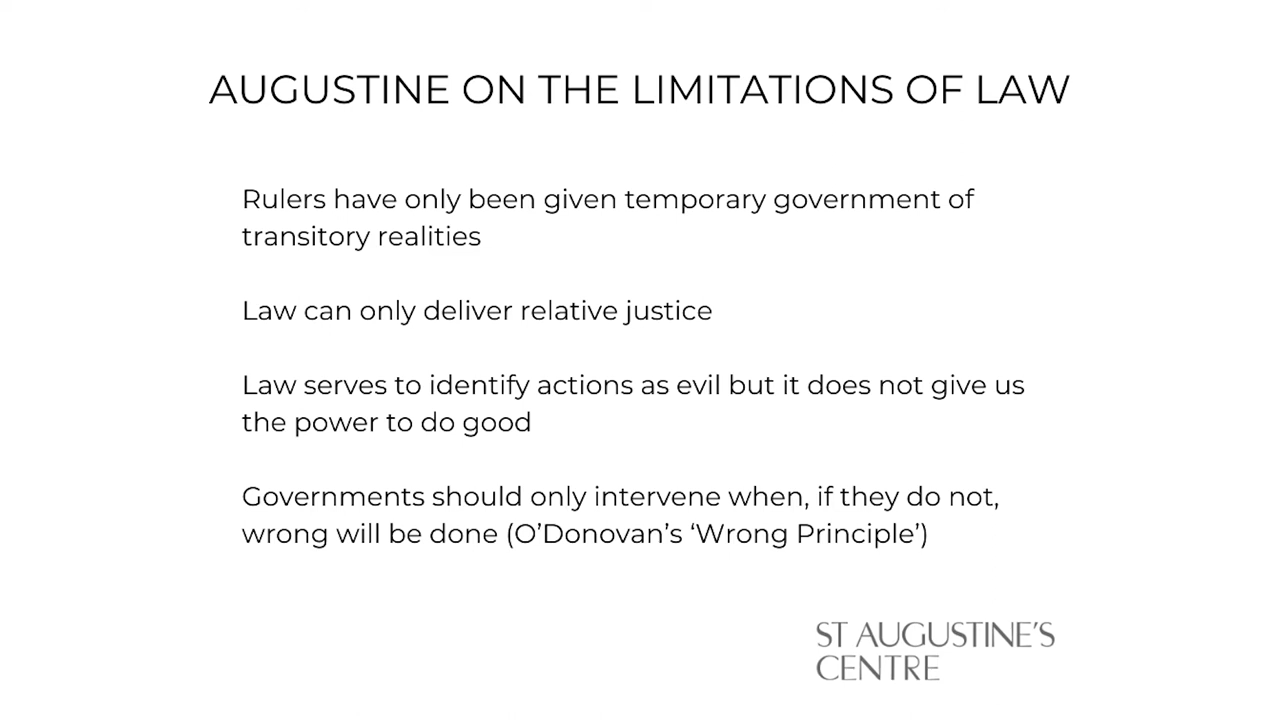 AUGUSTINE ON THE LIMITATIONS OF LAW
Rulers have only been given temporary government of
transitory realities
Law can only deliver relative justice
Law serves to identify actions as evil but it does not give us
the power to do good
Governments should only intervene when, if they do not,
wrong will be done (O’Donovan’s ‘Wrong Principle’)
ST AUGUSTINE’S
CENTRE